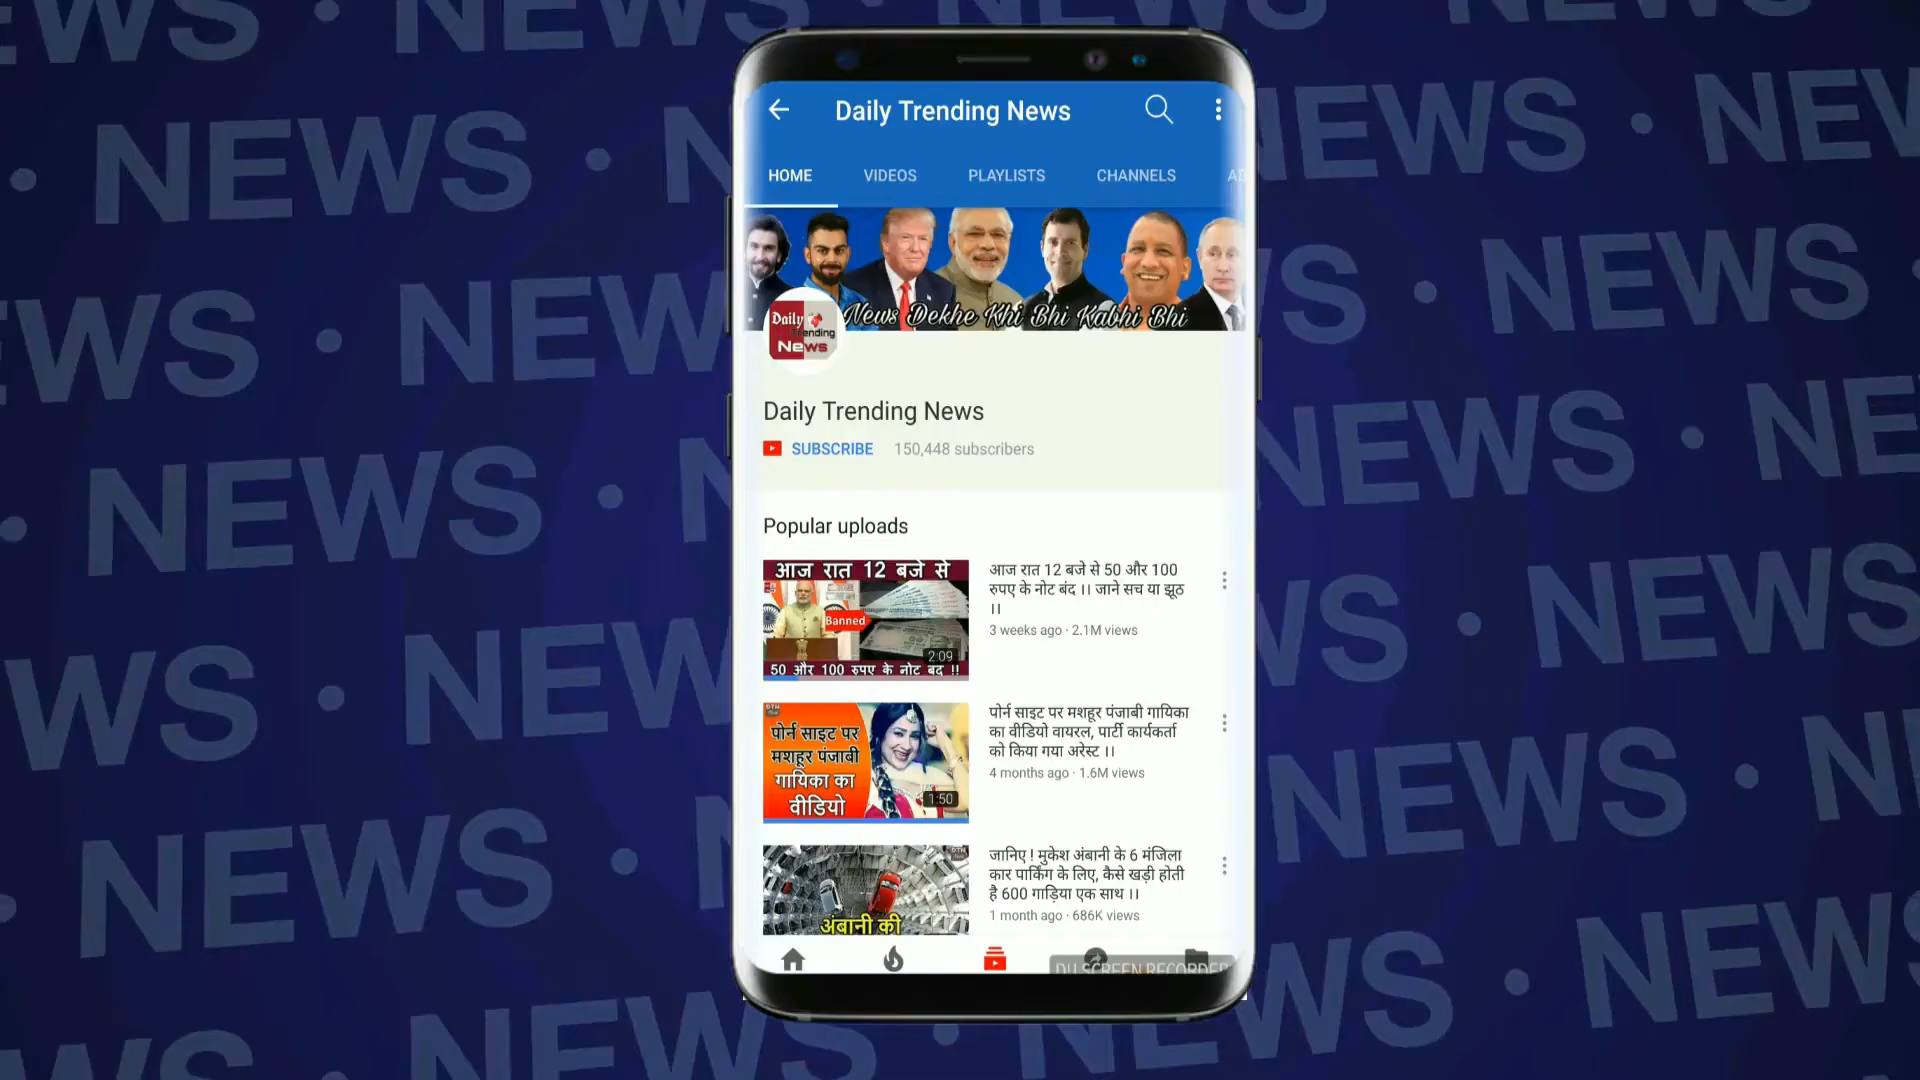 NEWS
NEWS
NEWS
NEWS
Daily Trending News
HOME VIDEOS PLAYLISTS CHANNELS
News Dekhe Khi Bhi Kabhi Bhi
Daily
Trending
News
Daily Trending News
SUBSCRIBE 150,448 subscribers
Popular uploads
आज रात 12 बजे से
Banned
2:09
50 और 100 रुपए के नोट बंद !!
आज रात 12 बजे से 50 और 100
रुपए के नोट बंद ।। जाने सच या झूठ
।।
3 weeks ago · 2.1M views
DTN
पोर्न साइट पर
मशहूर पंजाबी
गायिका का
वीडियो
1:50
पोर्न साइट पर मशहूर पंजाबी गायिका
का वीडियो वायरल, पार्टी कार्यकर्ता
को किया गया अरेस्ट ।।
4 months ago · 1.6M views
DTN
अंबानी की
जानिए ! मुकेश अंबानी के 6 मंजिला
कार पार्किंग के लिए, कैसे खड़ी होती
है 600 गाड़िया एक साथ ।।
1 month ago · 686K views
DU SCREEN RECORDER